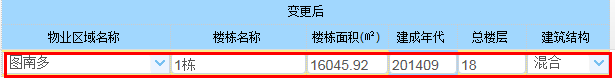 变更后
物业区域名称 楼栋名称 楼栋面积(㎡) 建成年代 总楼层 建筑结构
图南多 1栋 16045.92 201409 18 混合